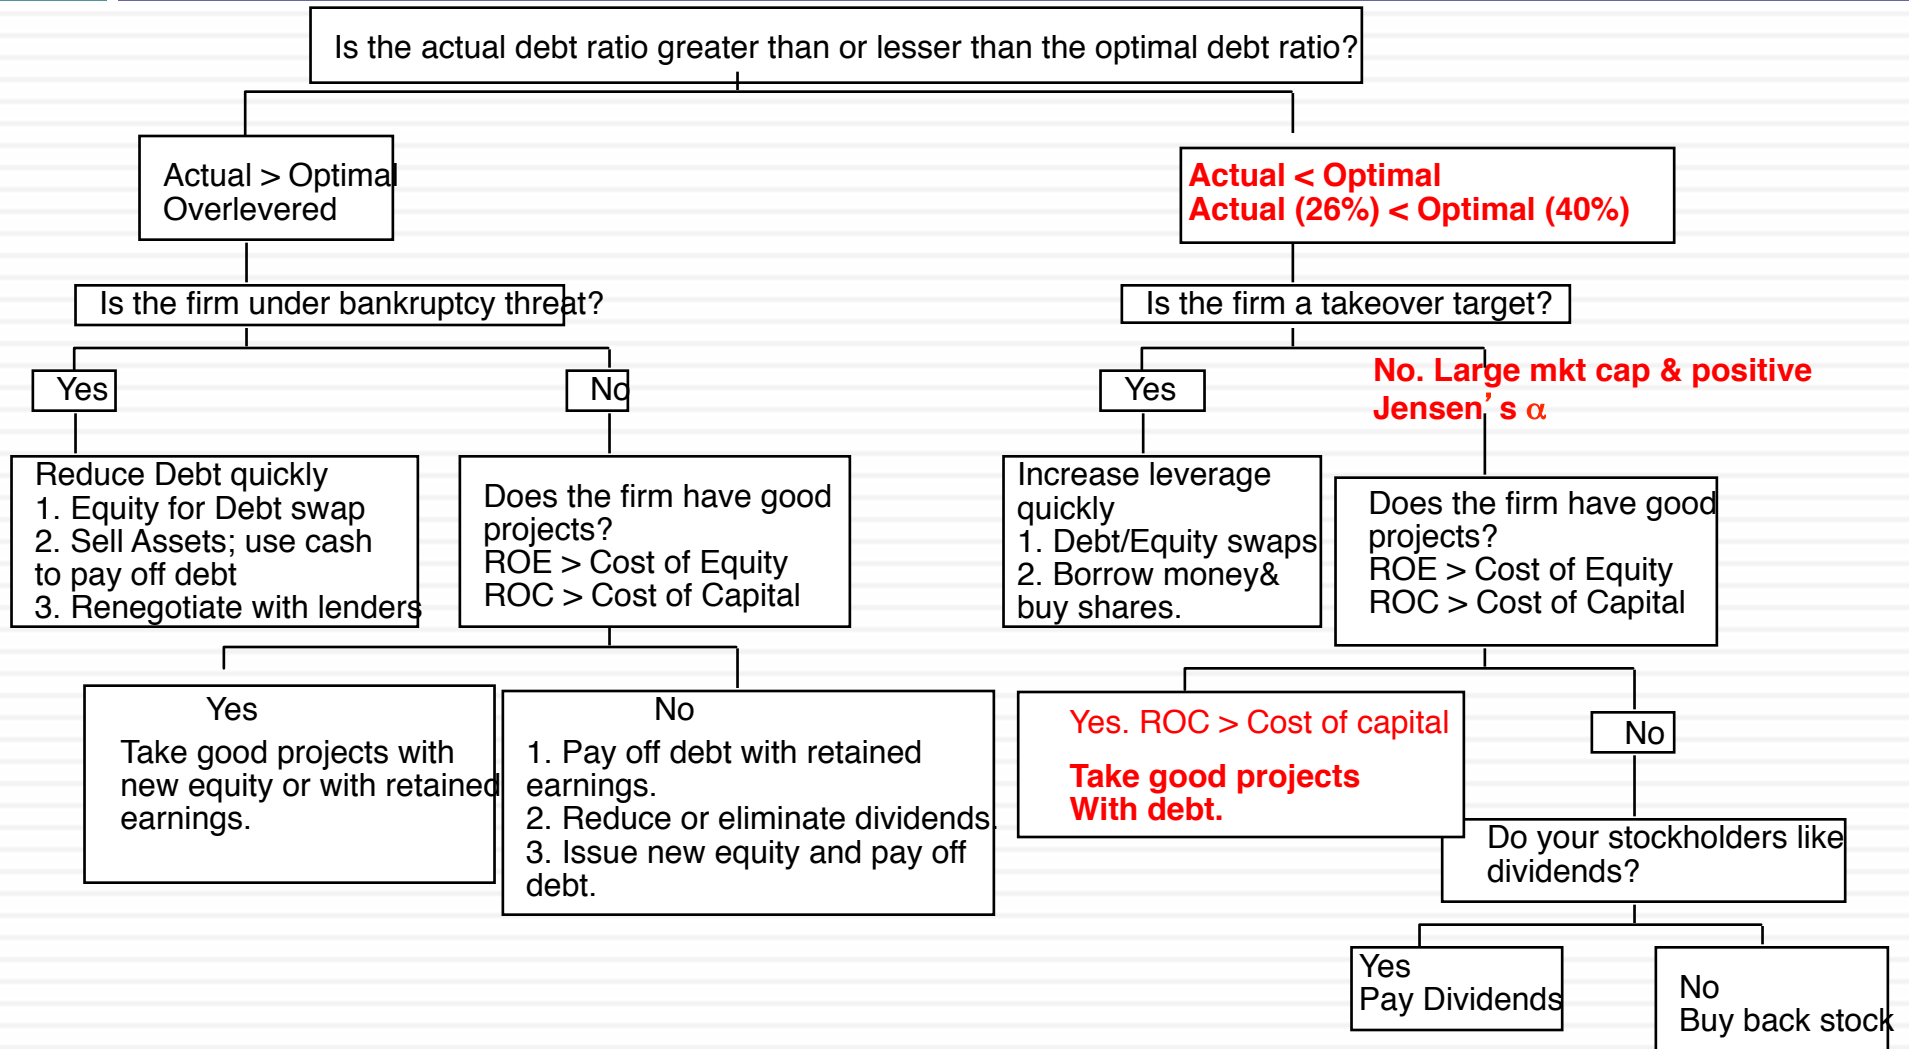 Is the actual debt ratio greater than or lesser than the optimal debt ratio?
Actual > Optimal
Overlevered
Actual < Optimal
Actual (26%) < Optimal (40%)
Is the firm under bankruptcy threat?
Is the firm a takeover target?
Yes
No
Yes
No. Large mkt cap & positive
Jensen’s α
Reduce Debt quickly
1. Equity for Debt swap
2. Sell Assets; use cash
to pay off debt
3. Renegotiate with lenders
Does the firm have good
projects?
ROE > Cost of Equity
ROC > Cost of Capital
Increase leverage
quickly
1. Debt/Equity swaps
2. Borrow money&
buy shares.
Does the firm have good
projects?
ROE > Cost of Equity
ROC > Cost of Capital
Yes
Take good projects with
new equity or with retained
earnings.
No
1. Pay off debt with retained
earnings.
2. Reduce or eliminate dividends.
3. Issue new equity and pay off
debt.
Yes. ROC > Cost of capital
Take good projects
With debt.
No
Do your stockholders like
dividends?
Yes
Pay Dividends
No
Buy back stock